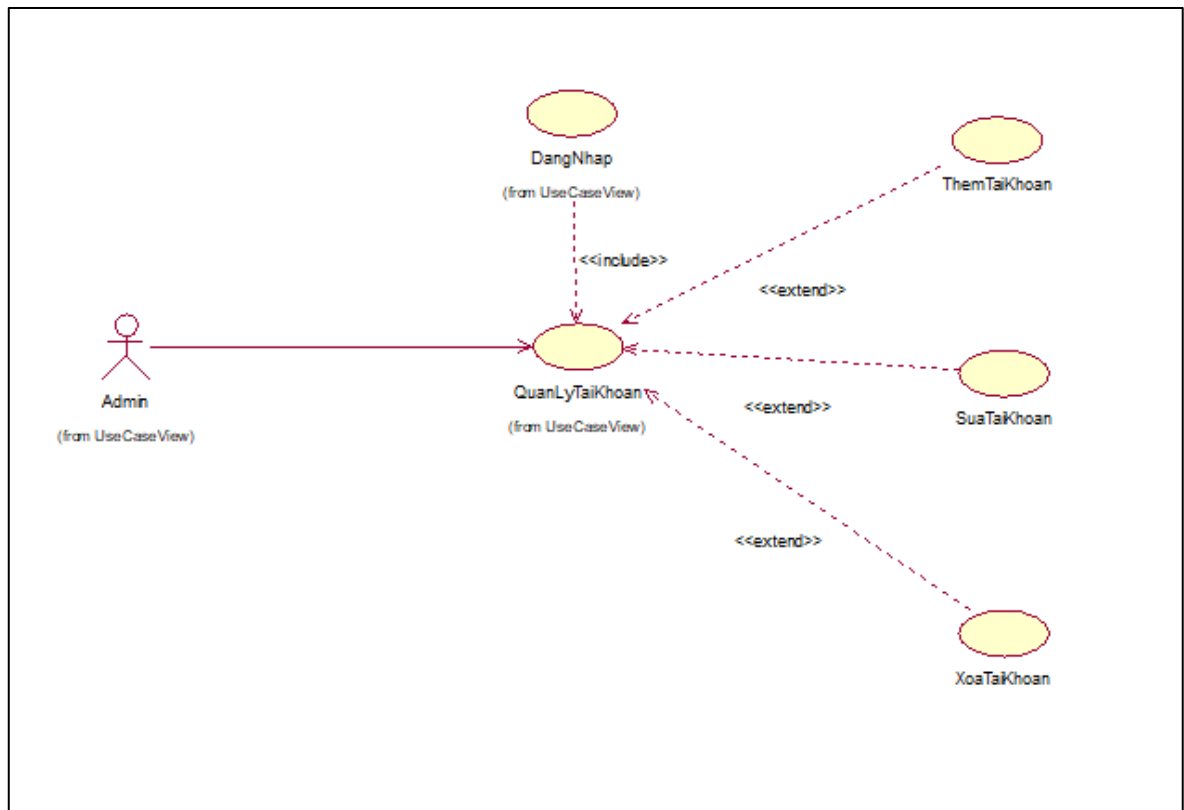 DangNhap
(from UseCaseView)
ThemTaiKhoan
<<include>>
<<extend>>
Admin
(from UseCaseView)
QuanLyTaiKhoan
(from UseCaseView)
<<extend>>
SuaTaiKhoan
<<extend>>
XoaTaiKhoan